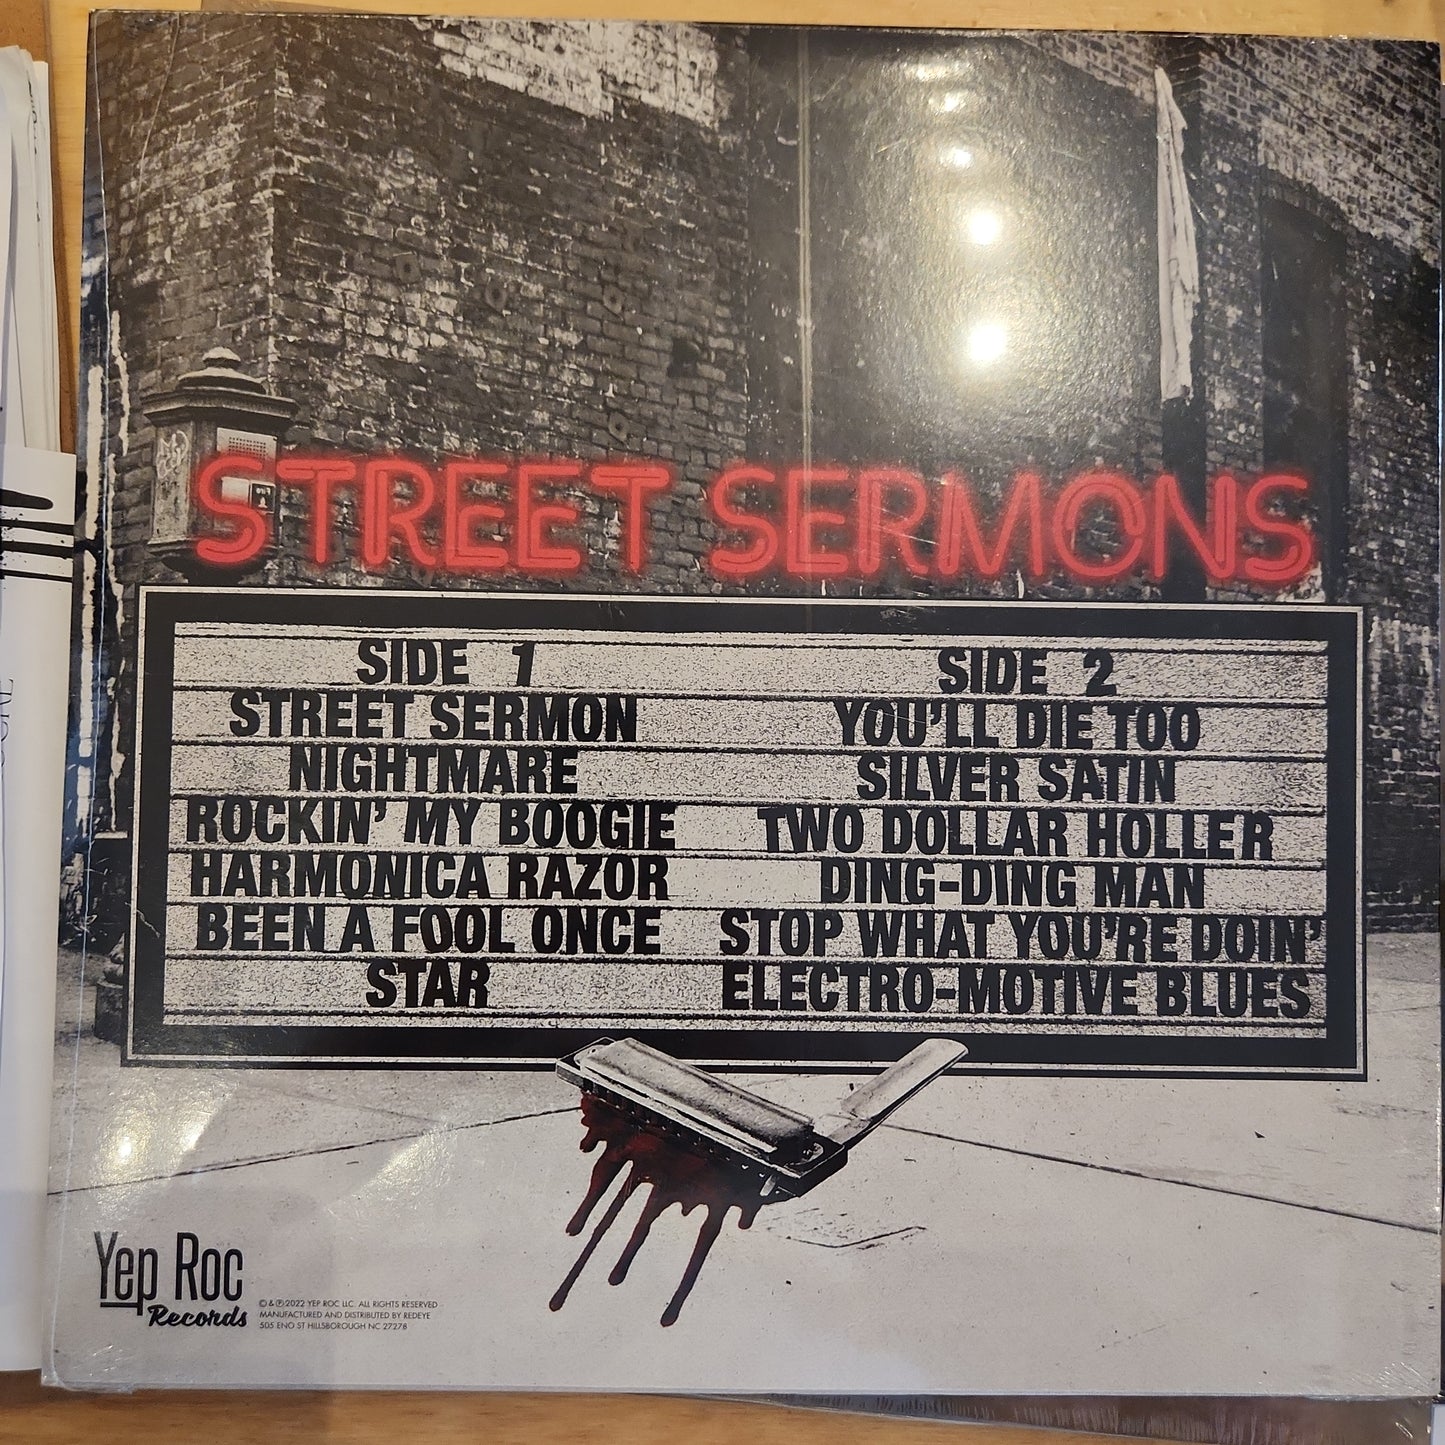 STREET SERMONS
SIDE 1
STREET SERMON
NIGHTMARE
ROCKIN' MY BOOGIE
HARMONICA RAZOR
BEEN A FOOL ONCE
STAR
SIDE 2
YOU'LL DIE TOO
SILVER SATIN
TWO DOLLAR HOLLER
DING-DING MAN
STOP WHAT YOU'RE DOIN'
ELECTRO-MOTIVE BLUES
Yep Roc
Records
© & ℗ 2022 YEP ROC LLC. ALL RIGHTS RESERVED
MANUFACTURED AND DISTRIBUTED BY REDEYE
505 ENO ST HILLSBOROUGH NC 27278